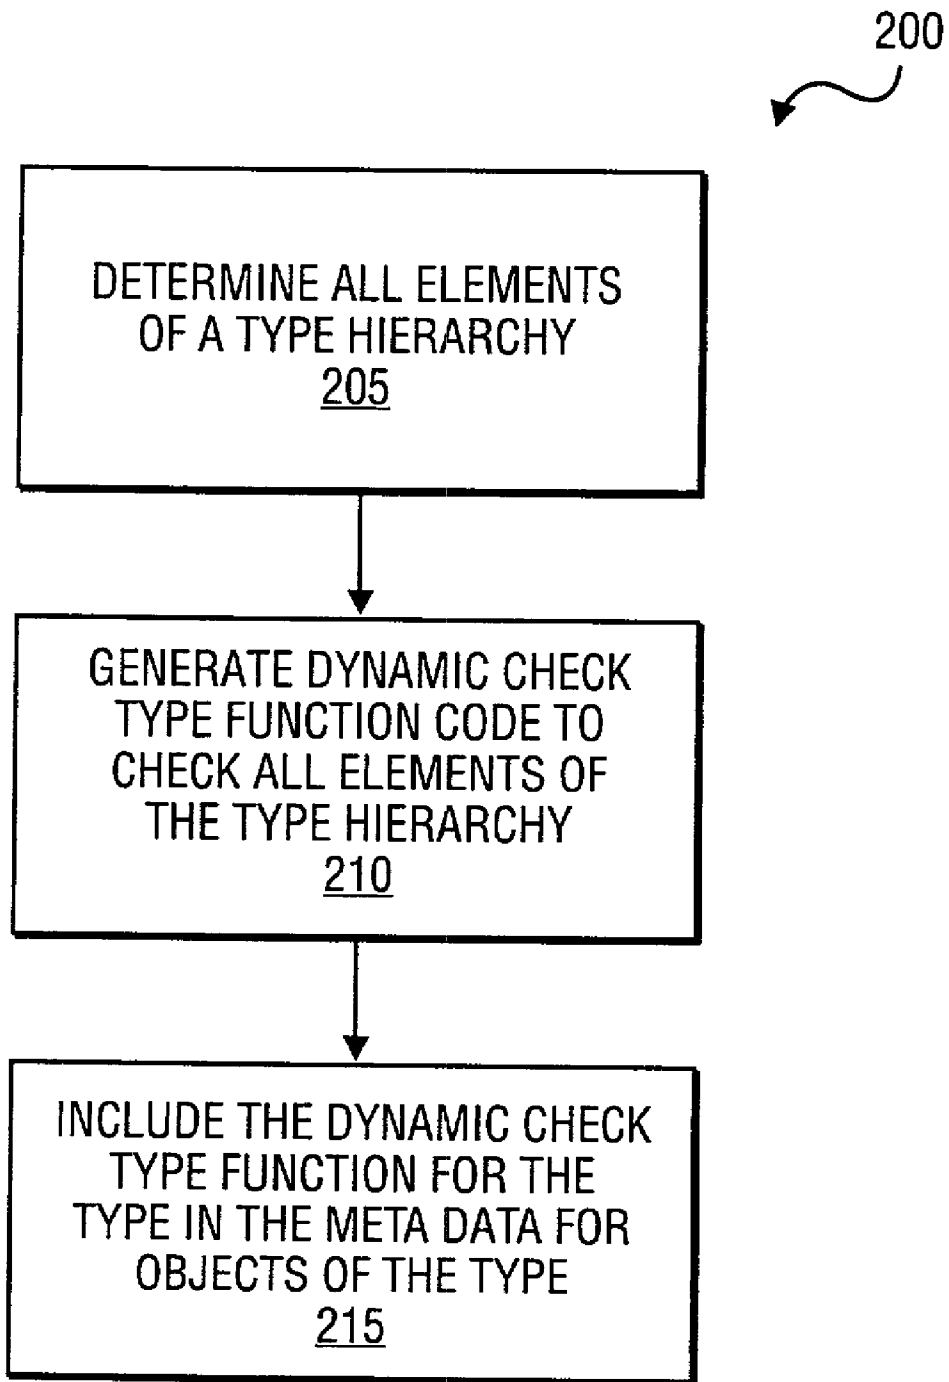 200
DETERMINE ALL ELEMENTS
OF A TYPE HIERARCHY
205
GENERATE DYNAMIC CHECK
TYPE FUNCTION CODE TO
CHECK ALL ELEMENTS OF
THE TYPE HIERARCHY
210
INCLUDE THE DYNAMIC CHECK
TYPE FUNCTION FOR THE
TYPE IN THE META DATA FOR
OBJECTS OF THE TYPE
215